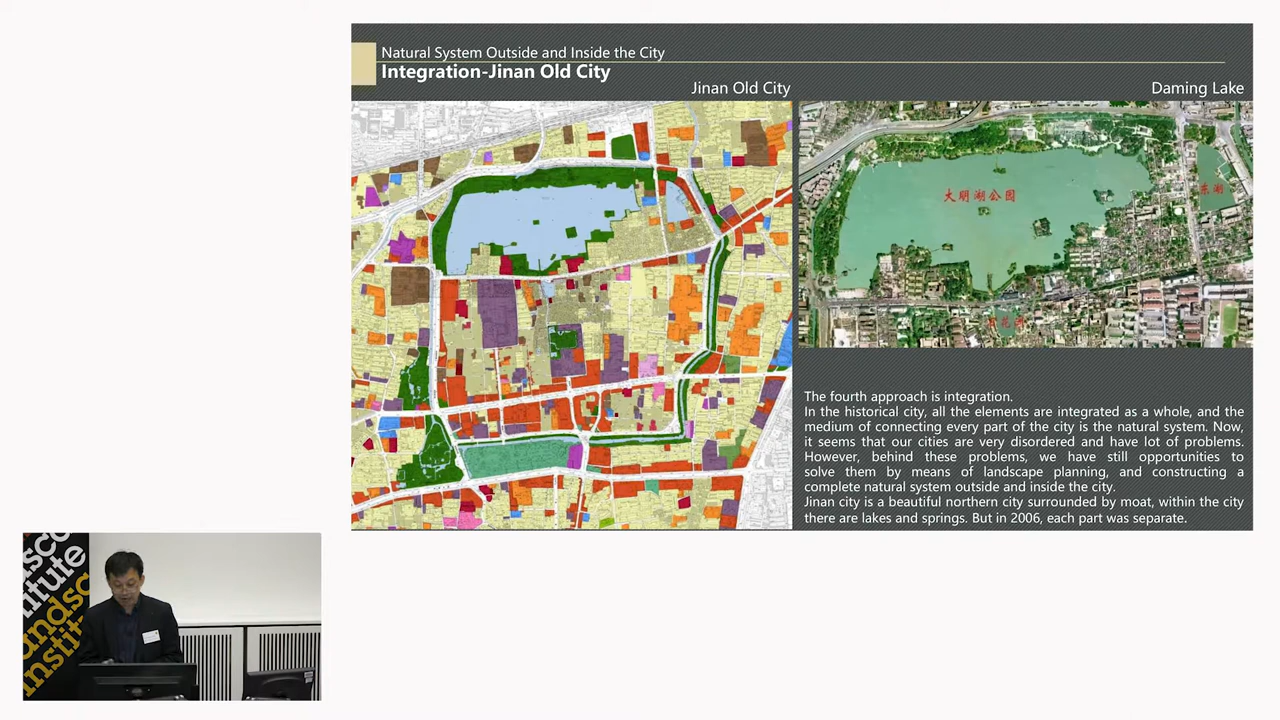 Natural System Outside and Inside the City
Integration-Jinan Old City
Jinan Old City
Daming Lake
大明湖公园
东湖
The fourth approach is integration.
In the historical city, all the elements are integrated as a whole, and the
medium of connecting every part of the city is the natural system. Now,
it seems that our cities are very disordered and have lot of problems.
However, behind these problems, we have still opportunities to
solve them by means of landscape planning, and constructing a
complete natural system outside and inside the city.
Jinan city is a beautiful northern city surrounded by moat, within the city
there are lakes and springs. But in 2006, each part was separate.